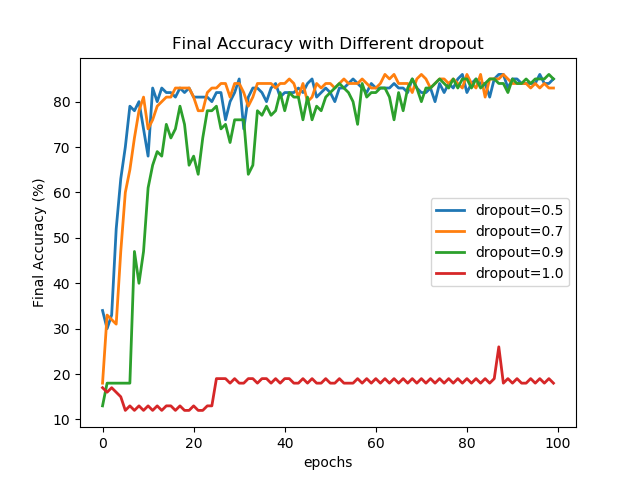 Final Accuracy with Different dropout
Final Accuracy (%)
80
70
60
50
40
30
20
10
dropout=0.5
dropout=0.7
dropout=0.9
dropout=1.0
0 20 40 60 80 100
epochs